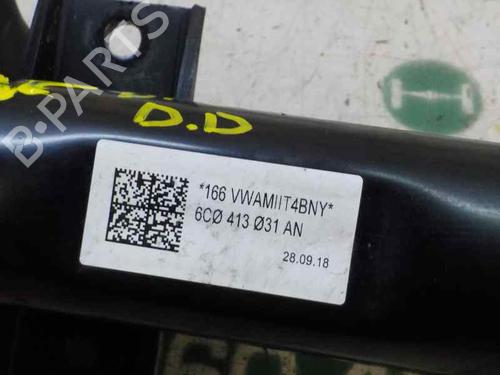 B-PARTS
D.D
*166 VWAMIIT4BNY*
6CØ 413 Ø31 AN
28.09.18